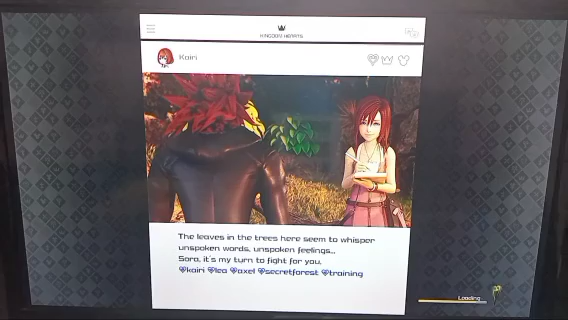 KINGDOM HEARTS
Kairi
The leaves in the trees here seem to whisper
unspoken words, unspoken feelings...
Sora, it's my turn to fight for you.
kairi lea axel secretforest training
Loading